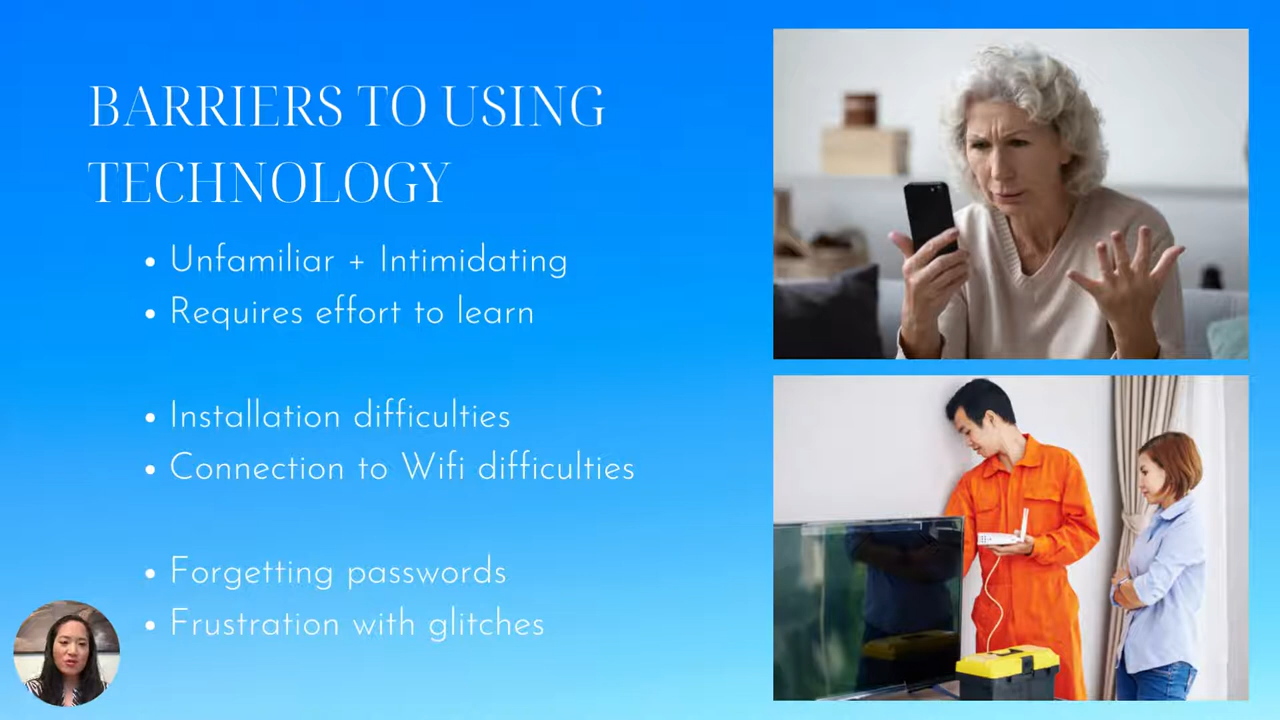 BARRIERS TO USING
TECHNOLOGY
• Unfamiliar + Intimidating
• Requires effort to learn
• Installation difficulties
• Connection to Wifi difficulties
• Forgetting passwords
• Frustration with glitches